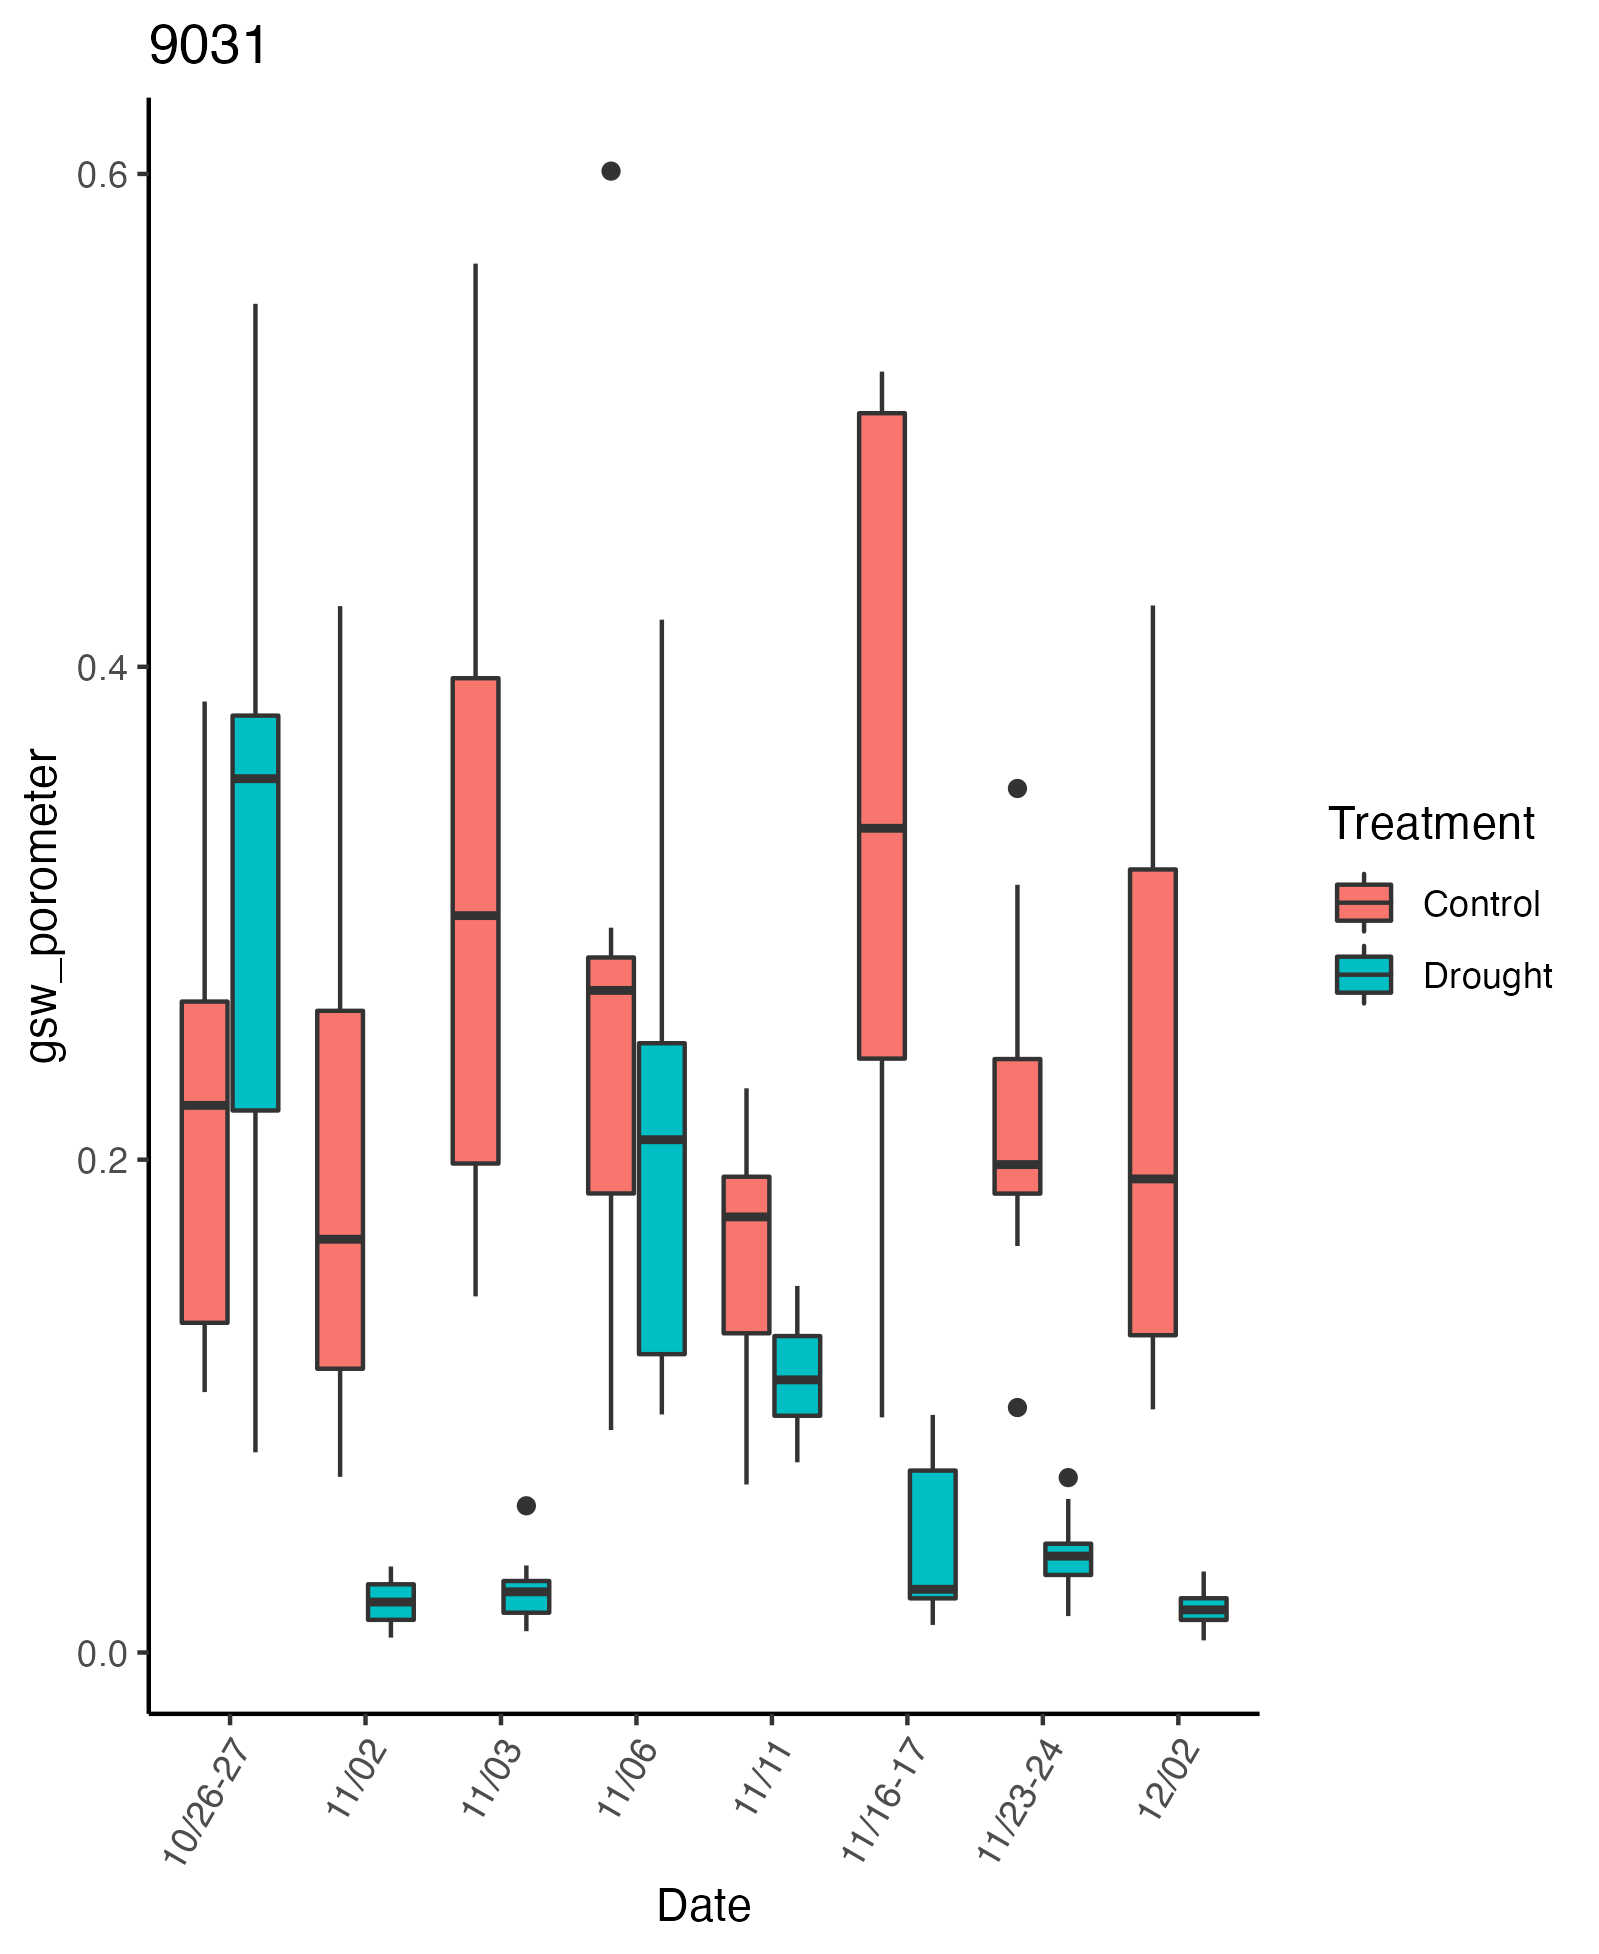 9031
0.6
0.4
0.2
0.0
gsw_porometer
10/26-27
11/02
11/03
11/06
11/11
11/16-17
11/23-24
12/02
Date
Treatment
Control
Drought